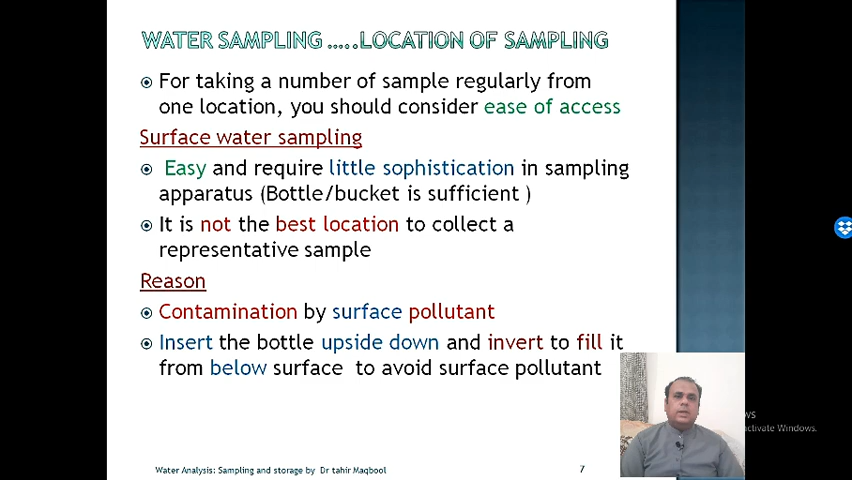 WATER SAMPLING .....LOCATION OF SAMPLING
For taking a number of sample regularly from
one location, you should consider ease of access
Surface water sampling
Easy and require little sophistication in sampling
apparatus (Bottle/bucket is sufficient )
It is not the best location to collect a
representative sample
Reason
Contamination by surface pollutant
Insert the bottle upside down and invert to fill it
from below surface to avoid surface pollutant
Water Analysis: Sampling and storage by Dr tahir Maqbool
7